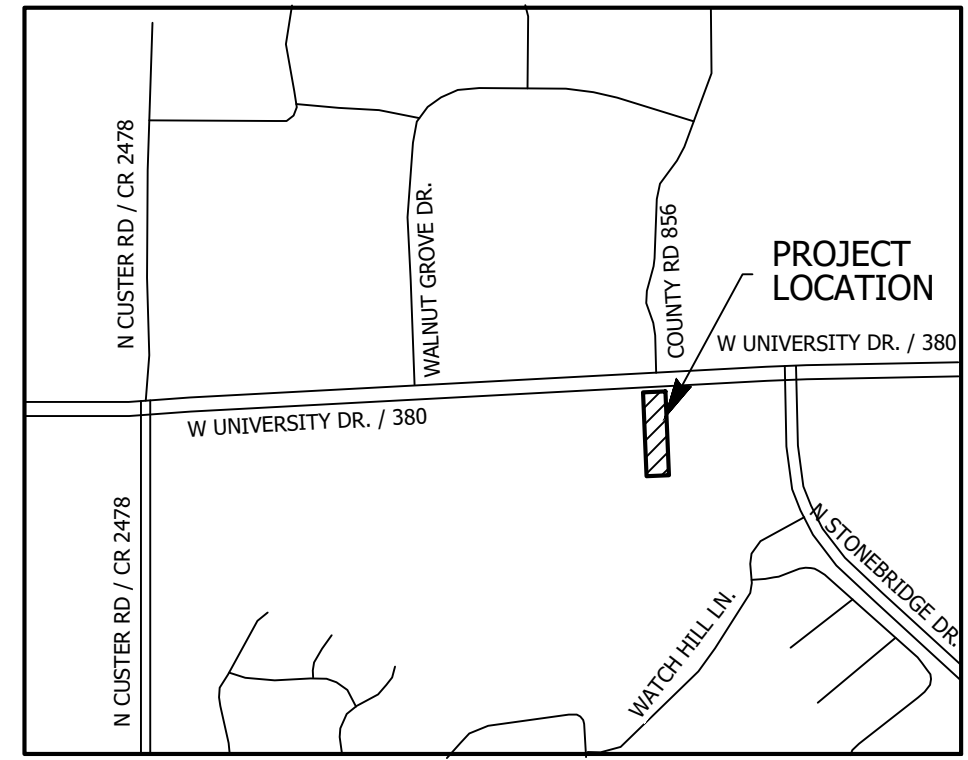 N CUSTER RD / CR 2478
WALNUT GROVE DR.
COUNTY RD 856
PROJECT
LOCATION
W UNIVERSITY DR. / 380
W UNIVERSITY DR. / 380
N CUSTER RD / CR 2478
WATCH HILL LN.
N STONEBRIDGE DR.